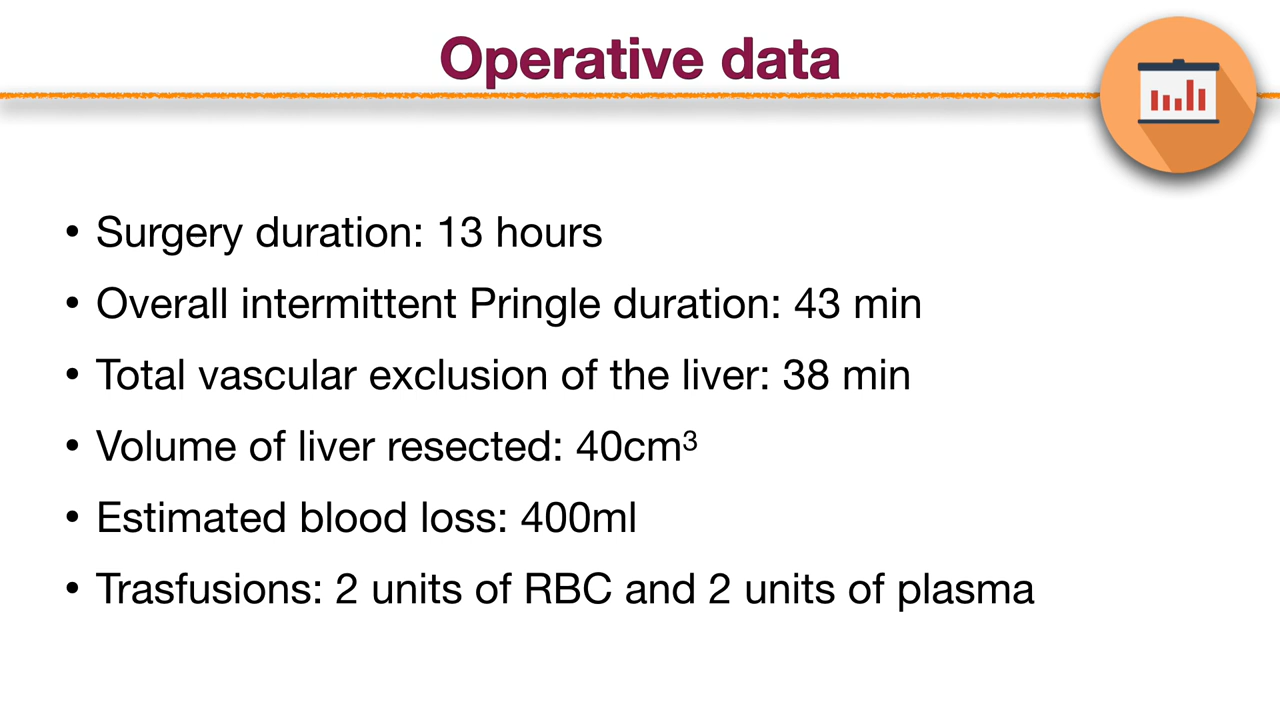 Operative data
• Surgery duration: 13 hours
• Overall intermittent Pringle duration: 43 min
• Total vascular exclusion of the liver: 38 min
• Volume of liver resected: 40cm³
• Estimated blood loss: 400ml
• Trasfusions: 2 units of RBC and 2 units of plasma